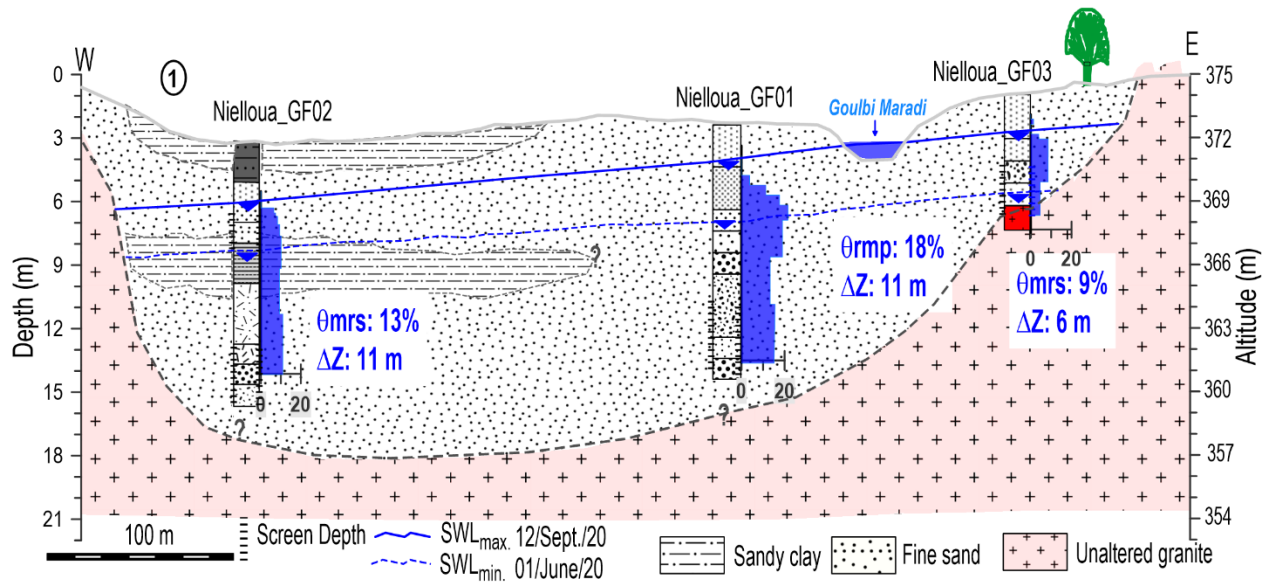 W
E
1
Nielloua_GF02
Nielloua_GF01
Goulbi Maradi
Nielloua_GF03
0
3
6
9
12
15
18
21
Depth (m)
375
372
369
366
363
360
357
354
Altitude (m)
?
θmrs: 13%
ΔZ: 11 m
θrmp: 18%
ΔZ: 11 m
θmrs: 9%
ΔZ: 6 m
0 20
0 20
0 20
?
?
100 m
Screen Depth
SWLmax. 12/Sept./20
SWLmin. 01/June/20
Sandy clay
Fine sand
Unaltered granite